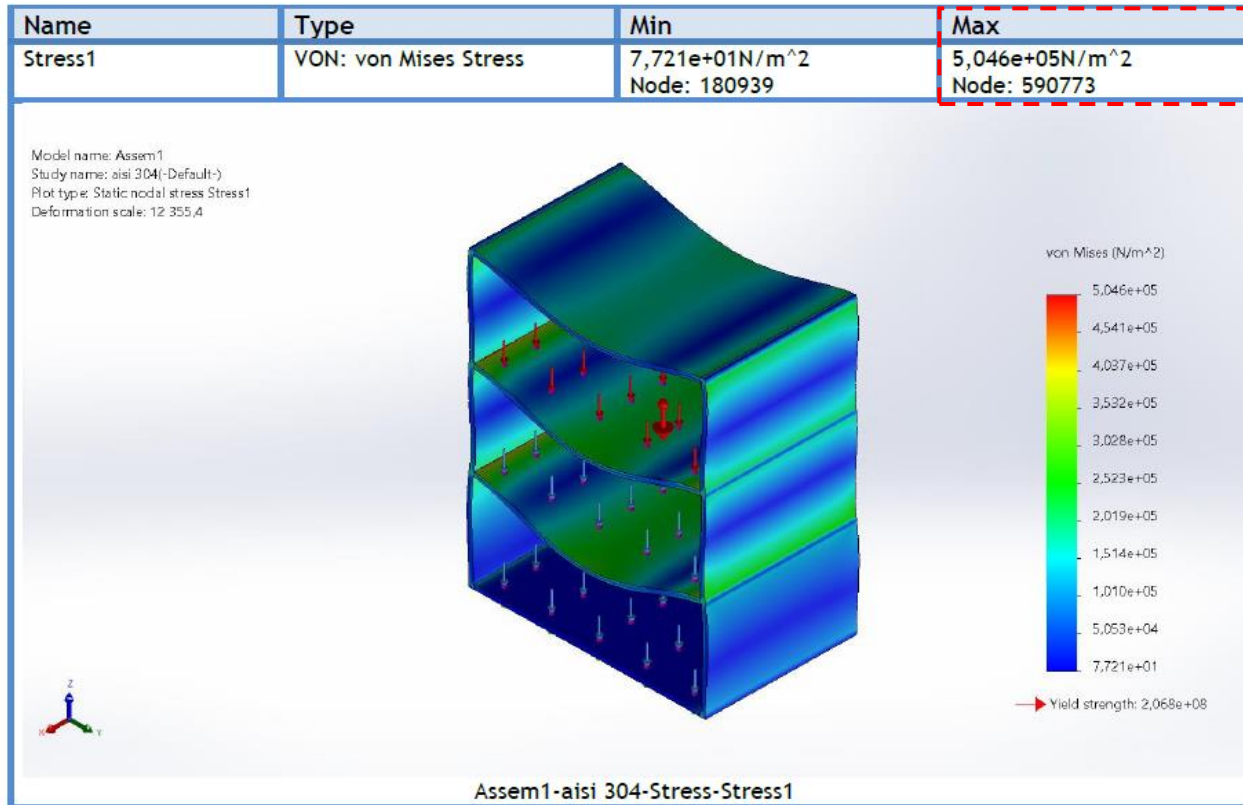 Name Type Min Max
Stress1 VON: von Mises Stress 7,721e+01N/m^2 5,046e+05N/m^2
Node: 180939 Node: 590773
Model name: Assem1
Study name: aisi 304(-Default-)
Plot type: Static nodal stress Stress1
Deformation scale: 12 355,4
von Mises (N/m^2)
5,046e+05
4,541e+05
4,037e+05
3,532e+05
3,028e+05
2,523e+05
2,019e+05
1,514e+05
1,010e+05
5,053e+04
7,721e+01
Yield strength: 2,068e+08
Z
X
Y
Assem1-aisi 304-Stress-Stress1